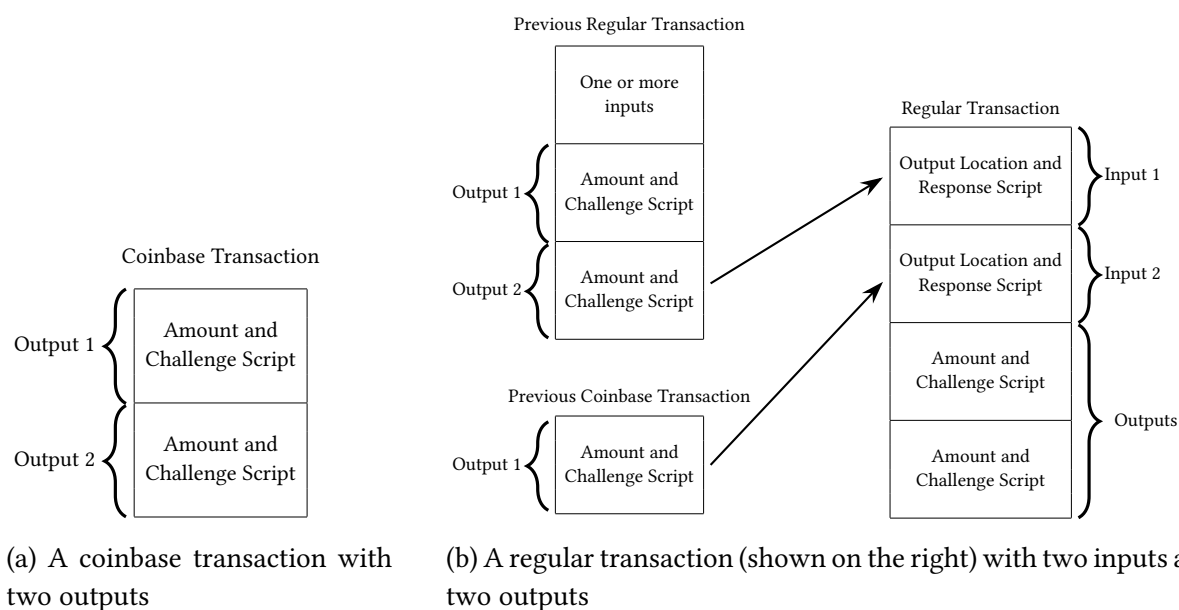 Coinbase Transaction
Output 1
Amount and
Challenge Script
Output 2
Amount and
Challenge Script
(a) A coinbase transaction with
two outputs
Previous Regular Transaction
One or more
inputs
Output 1
Amount and
Challenge Script
Output 2
Amount and
Challenge Script
Previous Coinbase Transaction
Output 1
Amount and
Challenge Script
Regular Transaction
Output Location and
Response Script
Input 1
Output Location and
Response Script
Input 2
Amount and
Challenge Script
Outputs
Amount and
Challenge Script
(b) A regular transaction (shown on the right) with two inputs
two outputs